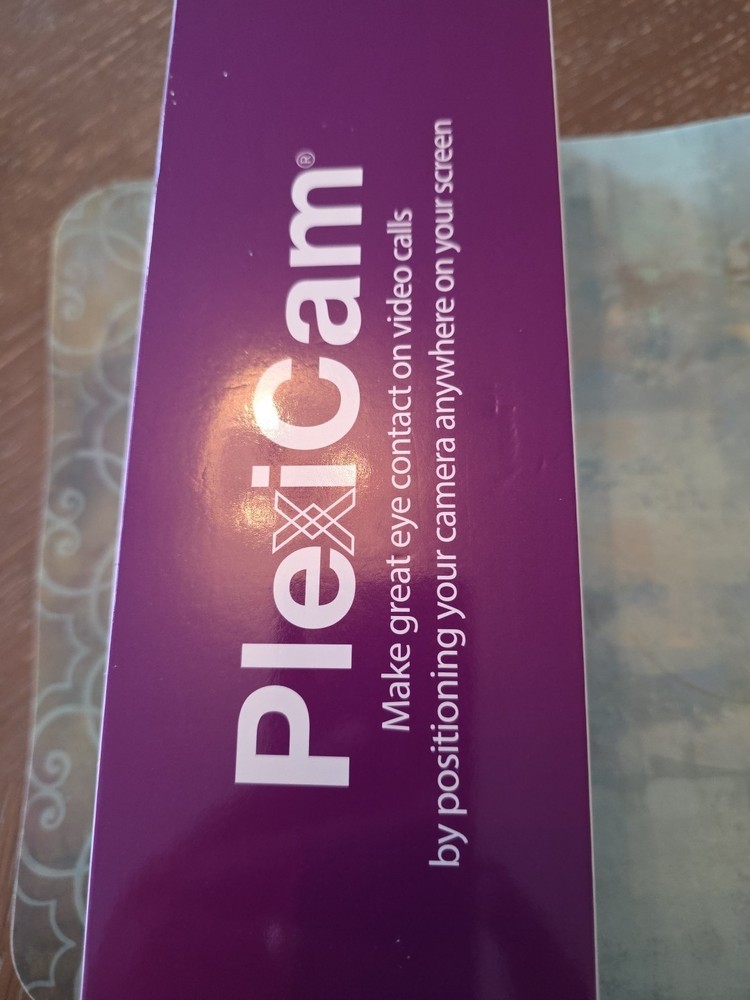 PlexiCam®
Make great eye contact on video calls
by positioning your camera anywhere on your screen